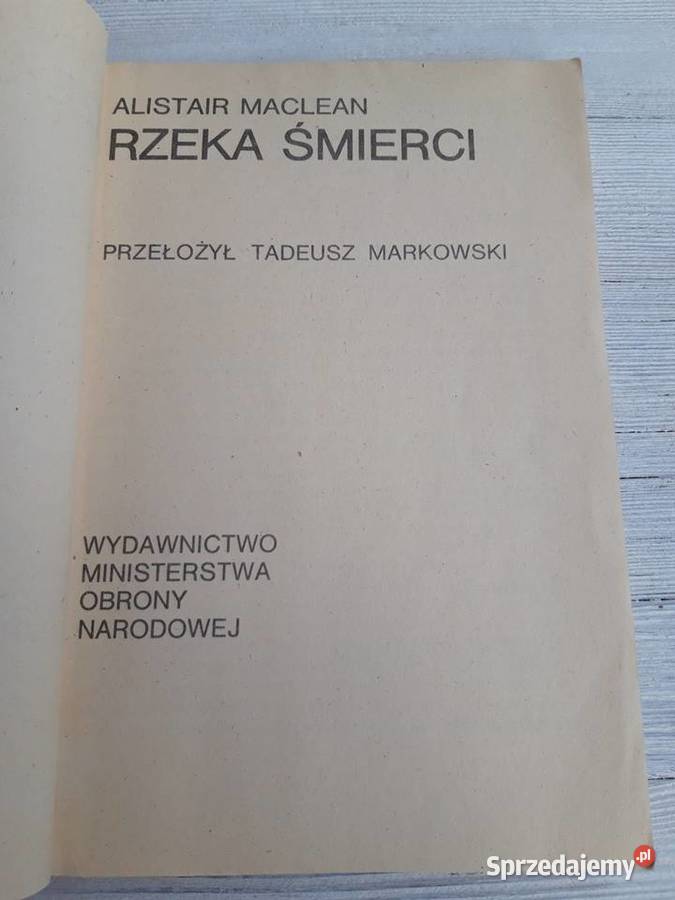 ALISTAIR MACLEAN
RZEKA ŚMIERCI
PRZEŁOŻYŁ TADEUSZ MARKOWSKI
WYDAWNICTWO
MINISTERSTWA
OBRONY
NARODOWEJ
Sprzedajemy.pl